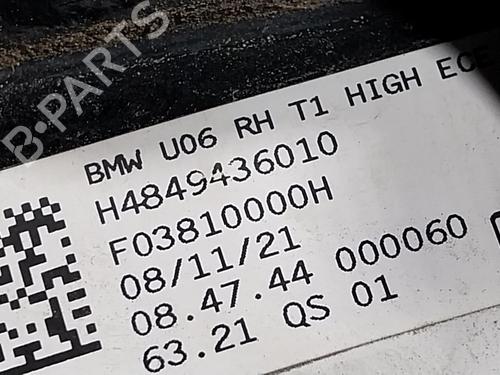 B-PARTS
BMW U06 RH T1 HIGH ECE
H4849436010
F03810000H
08/11/21
08.47.44 000060
63.21 QS 01